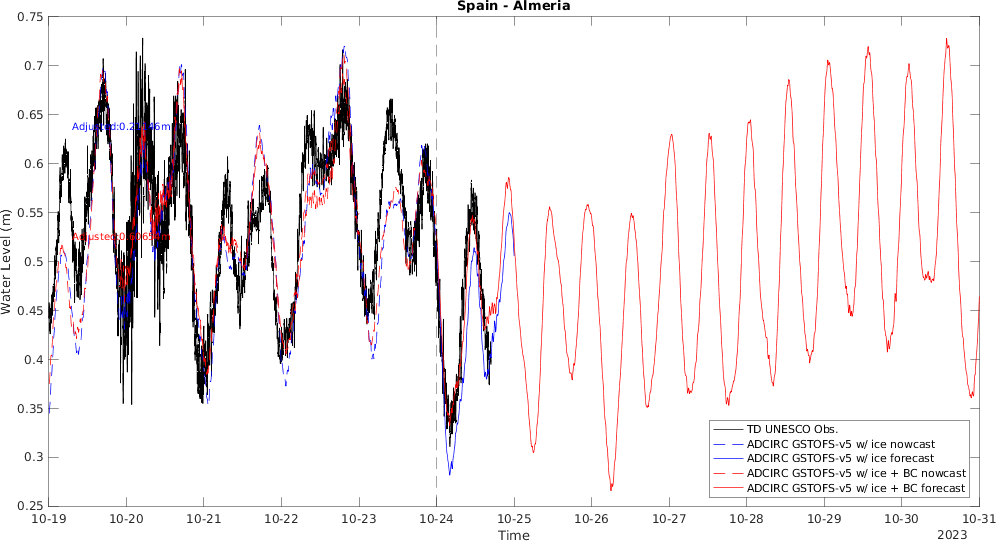 Spain - Almeria
0.75
0.7
0.65
0.6
0.55
0.5
0.45
0.4
0.35
0.3
0.25
Water Level (m)
TD UNESCO Obs.
ADCIRC GSTOFS-v5 w/ ice nowcast
ADCIRC GSTOFS-v5 w/ ice forecast
ADCIRC GSTOFS-v5 w/ ice + BC nowcast
ADCIRC GSTOFS-v5 w/ ice + BC forecast
10-19 10-20 10-21 10-22 10-23 10-24 10-25 10-26 10-27 10-28 10-29 10-30 10-31
Time
2023